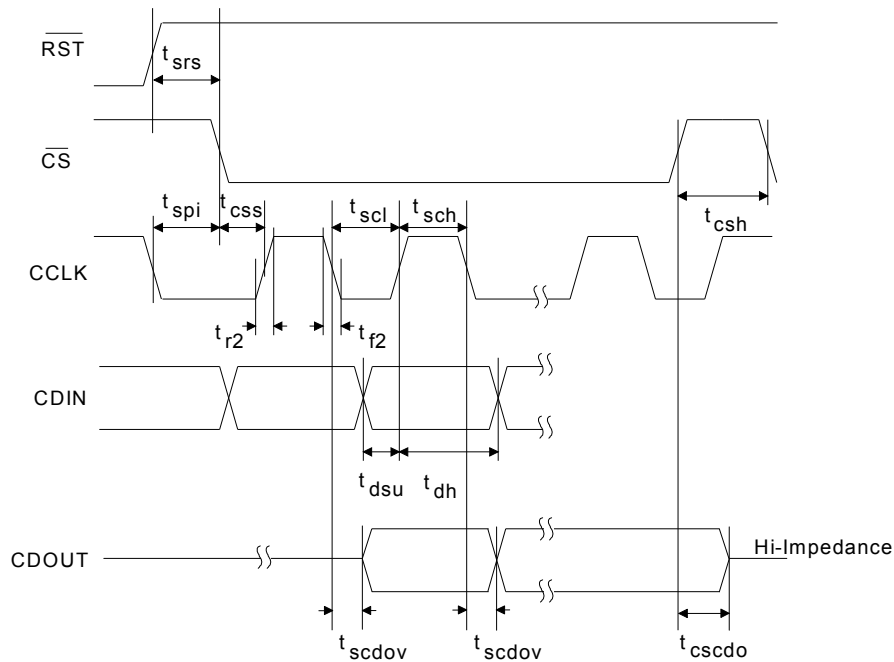 RST
t srs
CS
t spi
t css
t scl
t sch
t csh
CCLK
t r2
t f2
CDIN
t dsu
t dh
CDOUT
Hi-Impedance
t scdov
t scdov
t cscdo